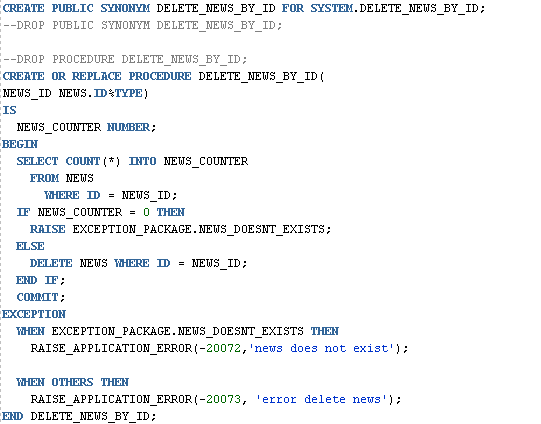 CREATE PUBLIC SYNONYM DELETE_NEWS_BY_ID FOR SYSTEM.DELETE_NEWS_BY_ID;
--DROP PUBLIC SYNONYM DELETE_NEWS_BY_ID;
--DROP PROCEDURE DELETE_NEWS_BY_ID;
CREATE OR REPLACE PROCEDURE DELETE_NEWS_BY_ID(
NEWS_ID NEWS.ID%TYPE)
IS
NEWS_COUNTER NUMBER;
BEGIN
SELECT COUNT(*) INTO NEWS_COUNTER
FROM NEWS
WHERE ID = NEWS_ID;
IF NEWS_COUNTER = 0 THEN
RAISE EXCEPTION_PACKAGE.NEWS_DOESNT_EXISTS;
ELSE
DELETE NEWS WHERE ID = NEWS_ID;
END IF;
COMMIT;
EXCEPTION
WHEN EXCEPTION_PACKAGE.NEWS_DOESNT_EXISTS THEN
RAISE_APPLICATION_ERROR(-20072,'news does not exist');
WHEN OTHERS THEN
RAISE_APPLICATION_ERROR(-20073, 'error delete news');
END DELETE_NEWS_BY_ID;